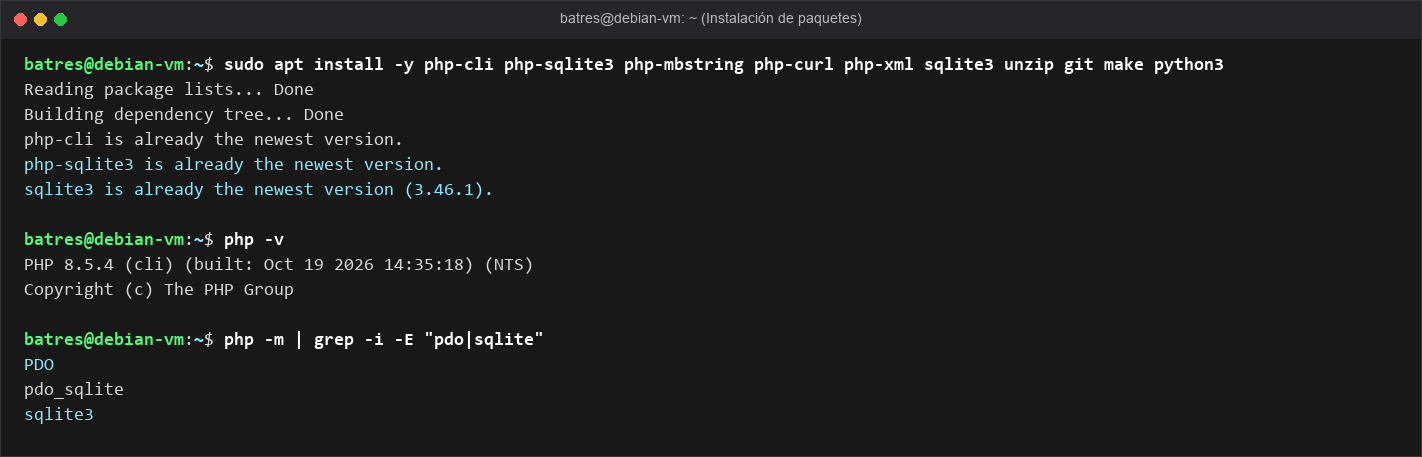 batres@debian-vm: ~ (Instalación de paquetes)
batres@debian-vm:~$ sudo apt install -y php-cli php-sqlite3 php-mbstring php-curl php-xml sqlite3 unzip git make python3
Reading package lists... Done
Building dependency tree... Done
php-cli is already the newest version.
php-sqlite3 is already the newest version.
sqlite3 is already the newest version (3.46.1).
batres@debian-vm:~$ php -v
PHP 8.5.4 (cli) (built: Oct 19 2026 14:35:18) (NTS)
Copyright (c) The PHP Group
batres@debian-vm:~$ php -m | grep -i -E "pdo|sqlite"
PDO
pdo_sqlite
sqlite3